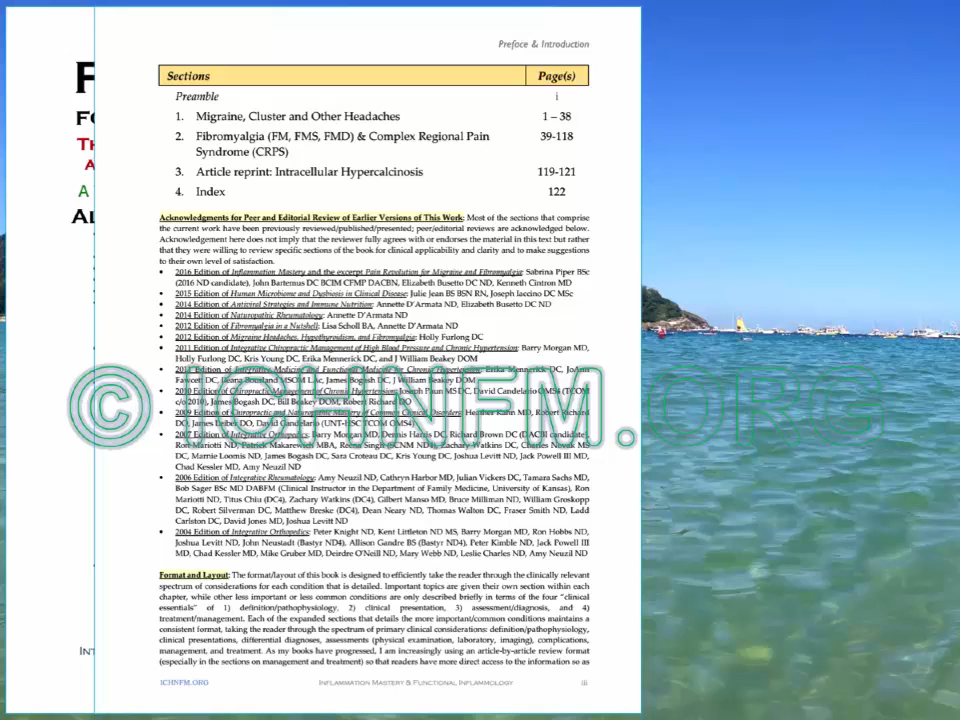 Preface & Introduction
Sections Page(s)
Preamble i
1. Migraine, Cluster and Other Headaches 1 – 38
2. Fibromyalgia (FM, FMS, FMD) & Complex Regional Pain 39-118
Syndrome (CRPS)
3. Article reprint: Intracellular Hypercalcinosis 119-121
4. Index 122
Acknowledgments for Peer and Editorial Review of Earlier Versions of This Work: Most of the sections that comprise
the current work have been previously reviewed/published/presented; peer/editorial reviews are acknowledged below.
Acknowledgement here does not imply that the reviewer fully agrees with or endorses the material in this text but rather
that they were willing to review specific sections of the book for clinical applicability and clarity and to make suggestions
to their own level of satisfaction.
• 2016 Edition of Inflammation Mastery and the excerpt Pain Revolution for Migraine and Fibromyalgia: Sabrina Piper BSc
(2016 ND candidate), John Bartemus DC BCIM CFMP DACBN, Elizabeth Busetto DC ND, Kenneth Cintron MD
• 2015 Edition of Human Microbiome and Dysbiosis in Clinical Disease: Julie Jean BS BSN RN, Joseph Iaccino DC MSc
• 2014 Edition of Antiviral Strategies and Immune Nutrition: Annette D'Armata ND, Elizabeth Busetto DC ND
• 2014 Edition of Naturopathic Rheumatology: Annette D'Armata ND
• 2012 Edition of Fibromyalgia in a Nutshell: Lisa Scholl BA, Annette D'Armata ND
• 2012 Edition of Migraine Headaches, Hypothyroidism, and Fibromyalgia: Holly Furlong DC
• 2011 Edition of Integrative Chiropractic Management of High Blood Pressure and Chronic Hypertension: Barry Morgan MD,
Holly Furlong DC, Kris Young DC, Erika Mennerick DC, and J William Beakey DOM
• 2011 Edition of Integrative Medicine and Functional Medicine for Chronic Hypertension: Erika Mennerick DC, JoAnn
Fawcett DC, Ileana Bourland MSOM LAc, James Bogash DC, J William Beakey DOM
• 2010 Edition of Chiropractic Management of Chronic Hypertension: Joseph Paun MS DC, David Candelario OMS4 (TCOM
c/o 2010), James Bogash DC, Bill Beakey DOM, Robert Richard DO
• 2009 Edition of Chiropractic and Naturopathic Mastery of Common Clinical Disorders: Heather Kahn MD, Robert Richard
DO, James Leiber DO, David Candelario (UNT-HSC TCOM OMS4)
• 2007 Edition of Integrative Orthopedics: Barry Morgan MD, Dennis Harris DC, Richard Brown DC (DACBI candidate),
Ron Mariotti ND, Patrick Makarewich MBA, Reena Singh (SCNM ND4), Zachary Watkins DC, Charles Novak MS
DC, Marnie Loomis ND, James Bogash DC, Sara Croteau DC, Kris Young DC, Joshua Levitt ND, Jack Powell III MD,
Chad Kessler MD, Amy Neuzil ND
• 2006 Edition of Integrative Rheumatology: Amy Neuzil ND, Cathryn Harbor MD, Julian Vickers DC, Tamara Sachs MD,
Bob Sager BSc MD DABFM (Clinical Instructor in the Department of Family Medicine, University of Kansas), Ron
Mariotti ND, Titus Chiu (DC4), Zachary Watkins (DC4), Gilbert Manso MD, Bruce Milliman ND, William Groskopp
DC, Robert Silverman DC, Matthew Breske (DC4), Dean Neary ND, Thomas Walton DC, Fraser Smith ND, Ladd
Carlston DC, David Jones MD, Joshua Levitt ND
• 2004 Edition of Integrative Orthopedics: Peter Knight ND, Kent Littleton ND MS, Barry Morgan MD, Ron Hobbs ND,
Joshua Levitt ND, John Neustadt (Bastyr ND4), Allison Gandre BS (Bastyr ND4), Peter Kimble ND, Jack Powell III
MD, Chad Kessler MD, Mike Gruber MD, Deirdre O'Neill ND, Mary Webb ND, Leslie Charles ND, Amy Neuzil ND
Format and Layout: The format/layout of this book is designed to efficiently take the reader through the clinically relevant
spectrum of considerations for each condition that is detailed. Important topics are given their own section within each
chapter, while other less important or less common conditions are only described briefly in terms of the four "clinical
essentials" of 1) definition/pathophysiology, 2) clinical presentation, 3) assessment/diagnosis, and 4)
treatment/management. Each of the expanded sections that details the more important/common conditions maintains a
consistent format, taking the reader through the spectrum of primary clinical considerations: definition/pathophysiology,
clinical presentations, differential diagnoses, assessments (physical examination, laboratory, imaging), complications,
management, and treatment. As my books have progressed, I am increasingly using an article-by-article review format
(especially in the sections on management and treatment) so that readers have more direct access to the information so as
ICHNFM.ORG INFLAMMATION MASTERY & FUNCTIONAL INFLAMMOLOGY iii
© ICHNFM.ORG